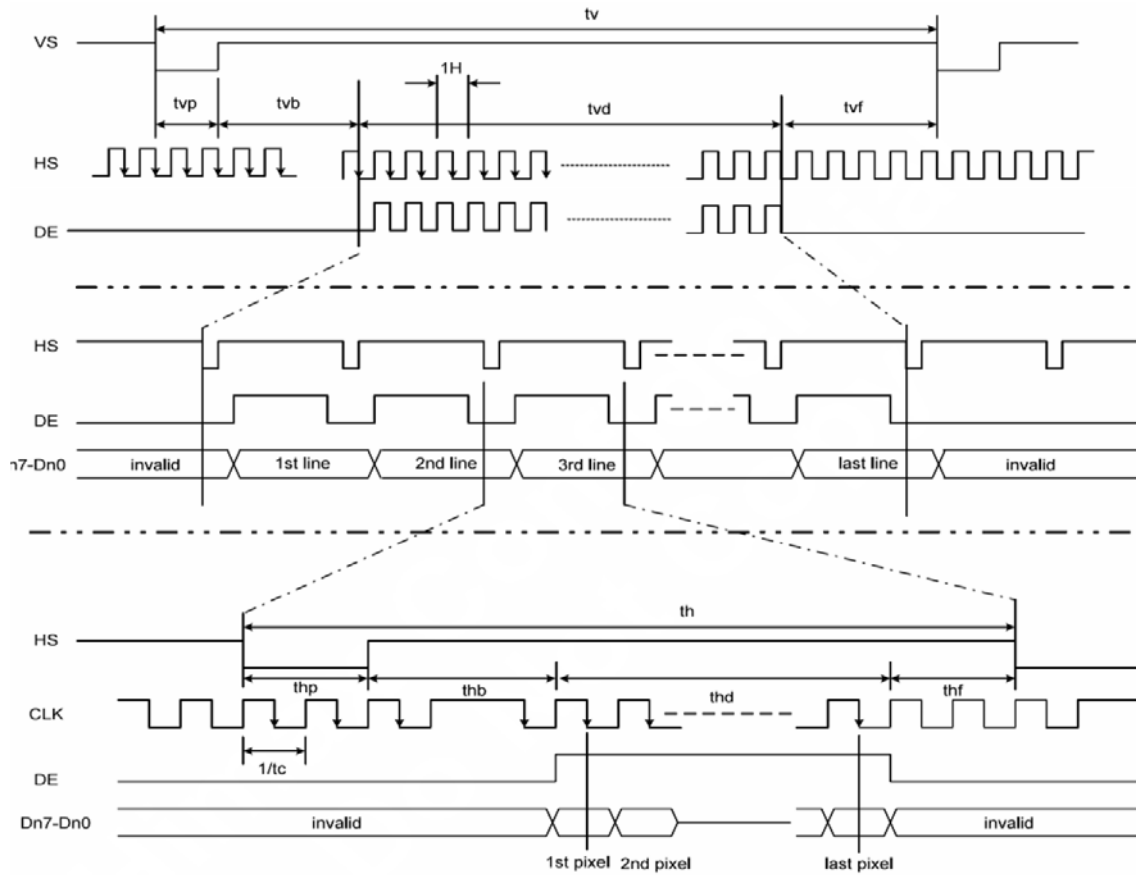 tv
VS
1H
tvp
tvb
tvd
tvf
HS
DE
HS
DE
n7-Dn0
invalid
1st line
2nd line
3rd line
last line
invalid
th
HS
thp
thb
thd
thf
CLK
1/tc
DE
Dn7-Dn0
invalid
invalid
1st pixel
2nd pixel
last pixel